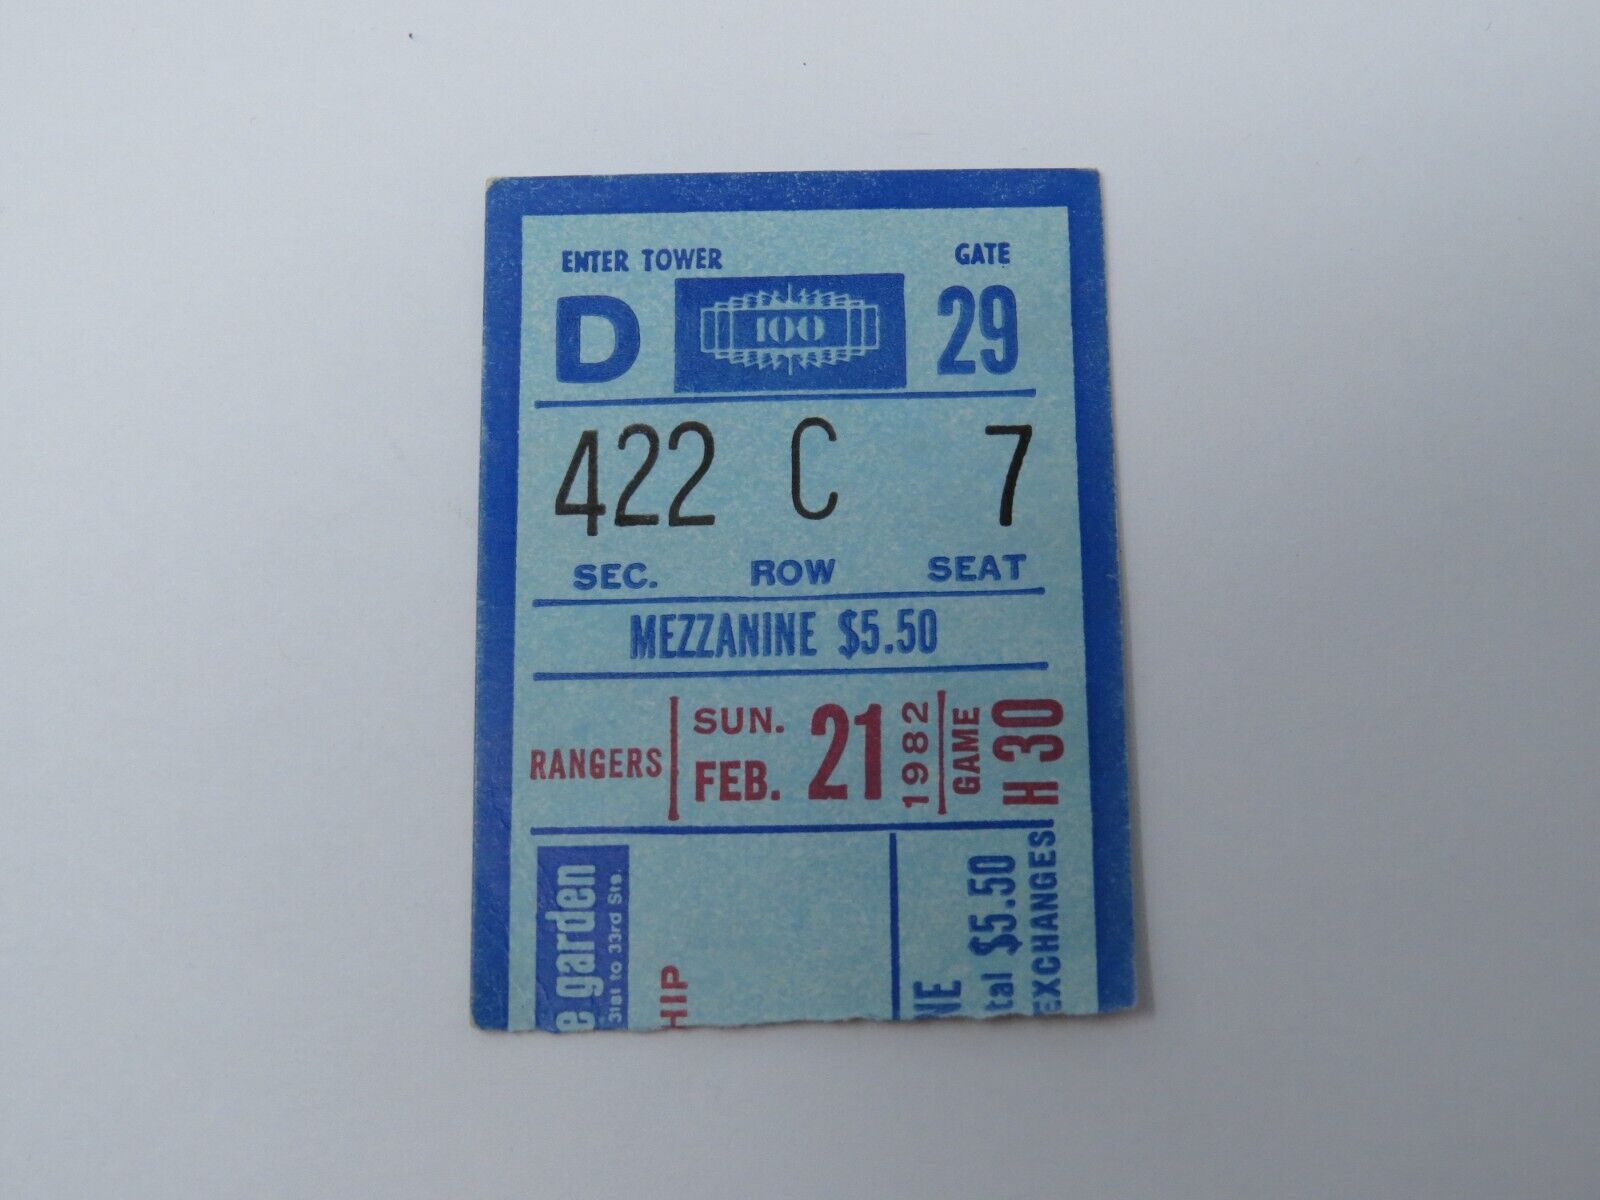 ENTER TOWER GATE
D 100 29
422 C 7
SEC. ROW SEAT
MEZZANINE $5.50
RANGERS
SUN.
FEB. 21
1982
GAME
H 30
e garden
31st to 33rd Sts.
HIP
NE
tal $5.50
EXCHANGES